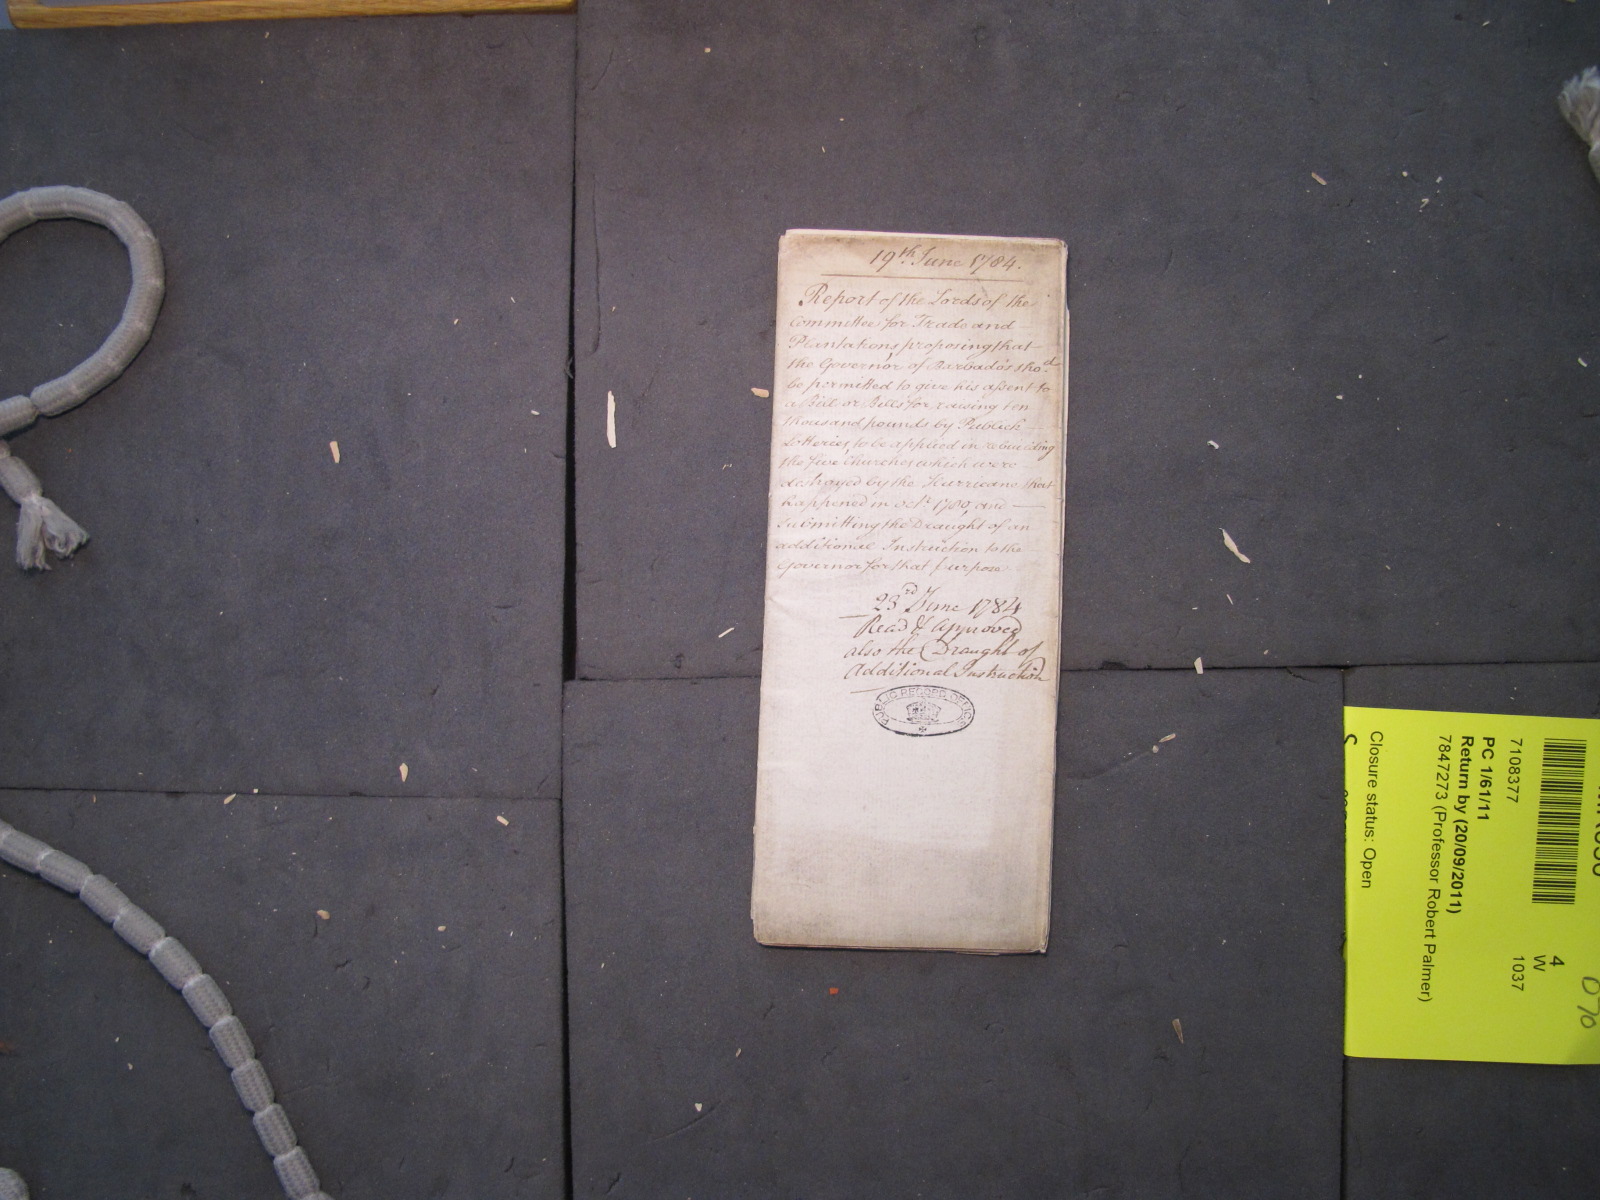 19th June 1784.
Report of the Lords of the
Committee for Trade and
Plantations proposing that
the Governor of Barbados sho.d
be permitted to give his assent to
a Bill or Bills for raising ten
thousand pounds by Publick
Lotteries, to be applied in rebuilding
the five Churches which were
destroyed by the Hurricane that
happened in Octr. 1780, and
submitting the Draught of an
additional Instruction to the
Governor for that purpose
23rd June 1784
Read & Approved
also the Draught of
Additional Instruction
PUBLIC RECORD OFFICE
4
W
1037
7108377
PC 1/61/11
Return by (20/09/2011)
7847273 (Professor Robert Palmer)
Closure status: Open